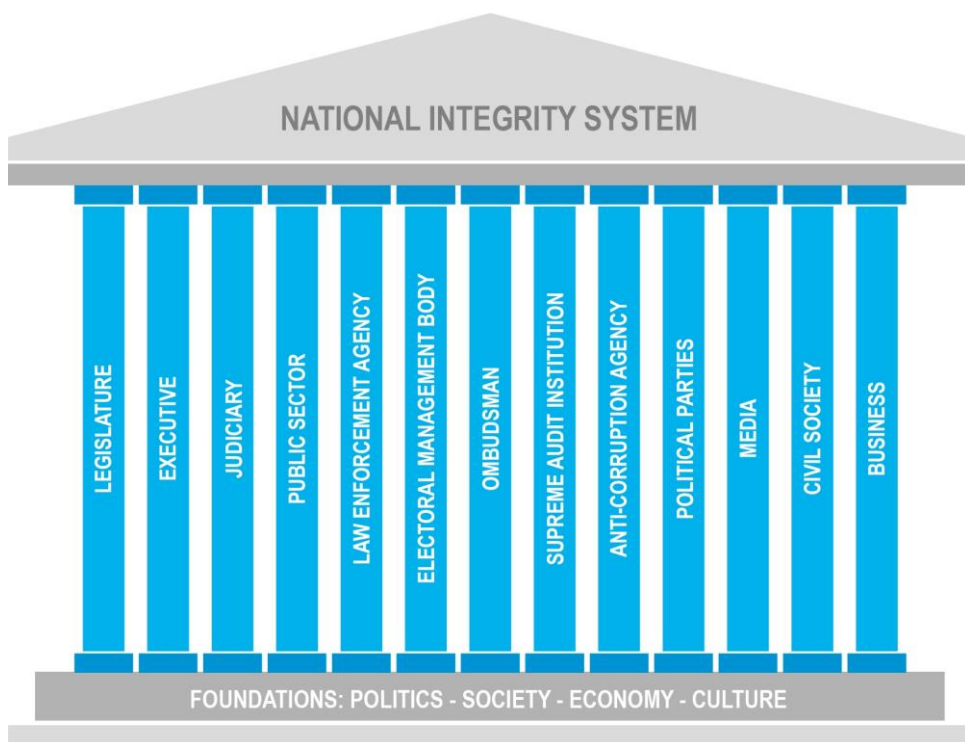 NATIONAL INTEGRITY SYSTEM
LEGISLATURE
EXECUTIVE
JUDICIARY
PUBLIC SECTOR
LAW ENFORCEMENT AGENCY
ELECTORAL MANAGEMENT BODY
OMBUDSMAN
SUPREME AUDIT INSTITUTION
ANTI-CORRUPTION AGENCY
POLITICAL PARTIES
MEDIA
CIVIL SOCIETY
BUSINESS
FOUNDATIONS: POLITICS - SOCIETY - ECONOMY - CULTURE